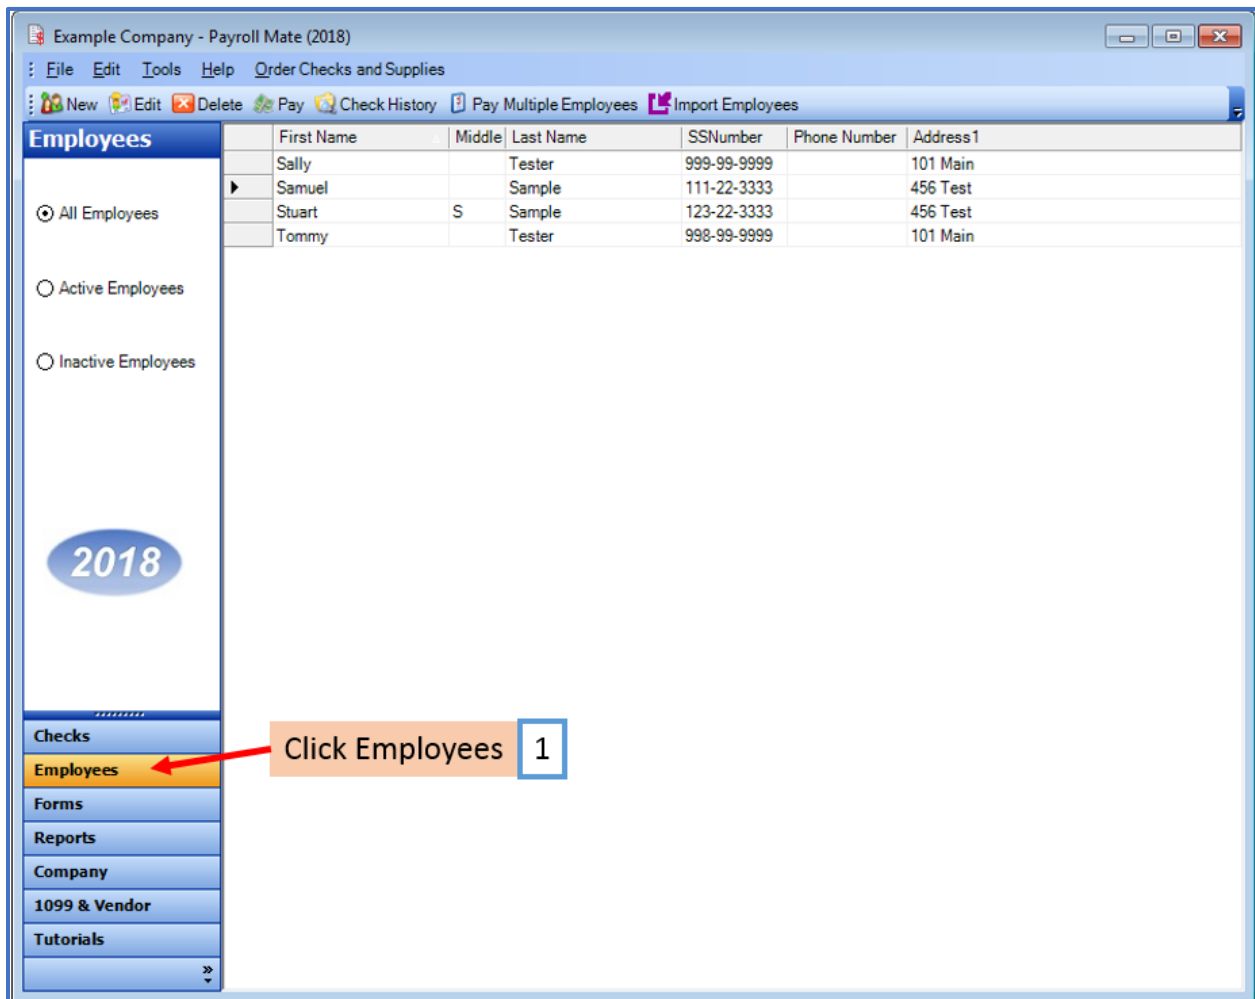 Example Company - Payroll Mate (2018)
File Edit Tools Help Order Checks and Supplies
New Edit Delete Pay Check History Pay Multiple Employees Import Employees
Employees
First Name Middle Last Name SSNumber Phone Number Address1
Sally Tester 999-99-9999 101 Main
Samuel Sample 111-22-3333 456 Test
Stuart S Sample 123-22-3333 456 Test
Tommy Tester 998-99-9999 101 Main
All Employees
Active Employees
Inactive Employees
2018
Checks
Employees
Forms
Reports
Company
1099 & Vendor
Tutorials
Click Employees 1